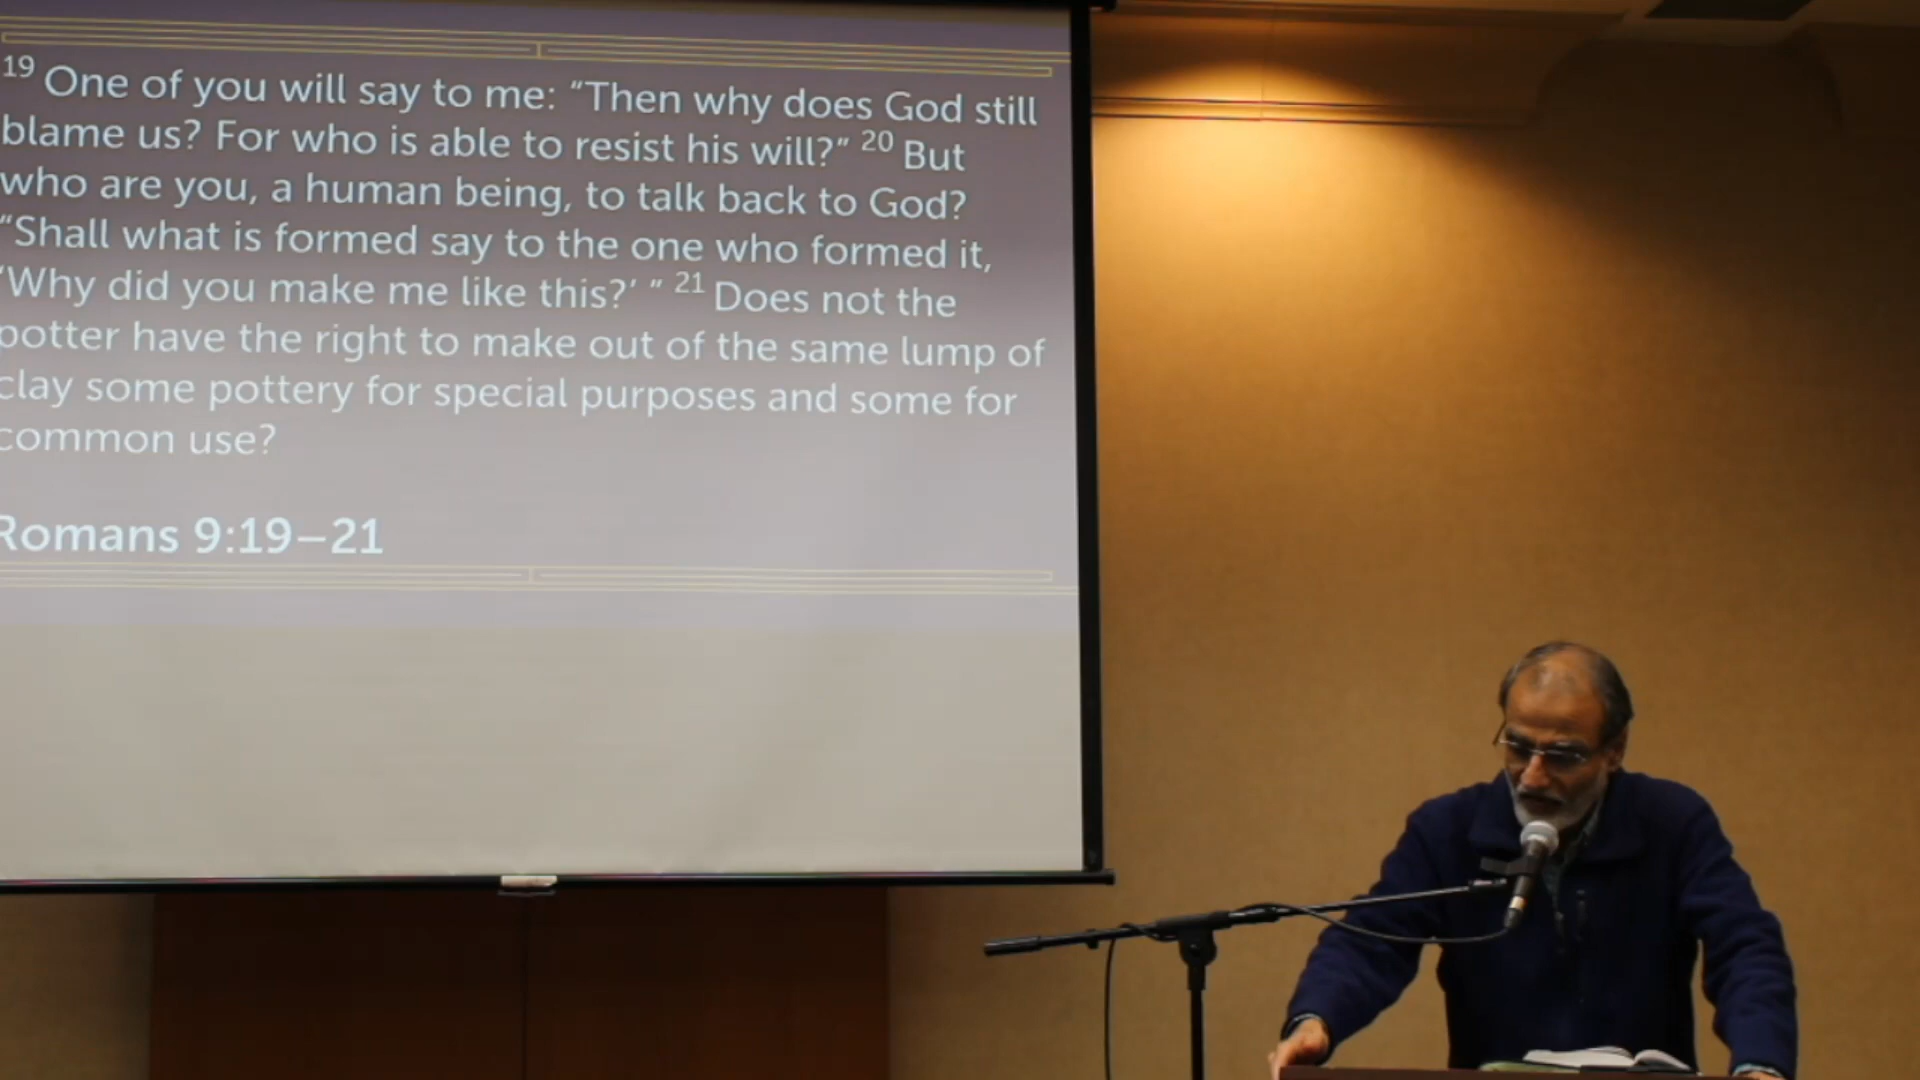 19 One of you will say to me: “Then why does God still
blame us? For who is able to resist his will?” 20 But
who are you, a human being, to talk back to God?
“Shall what is formed say to the one who formed it,
‘Why did you make me like this?’ ” 21 Does not the
potter have the right to make out of the same lump of
clay some pottery for special purposes and some for
common use?
Romans 9:19–21